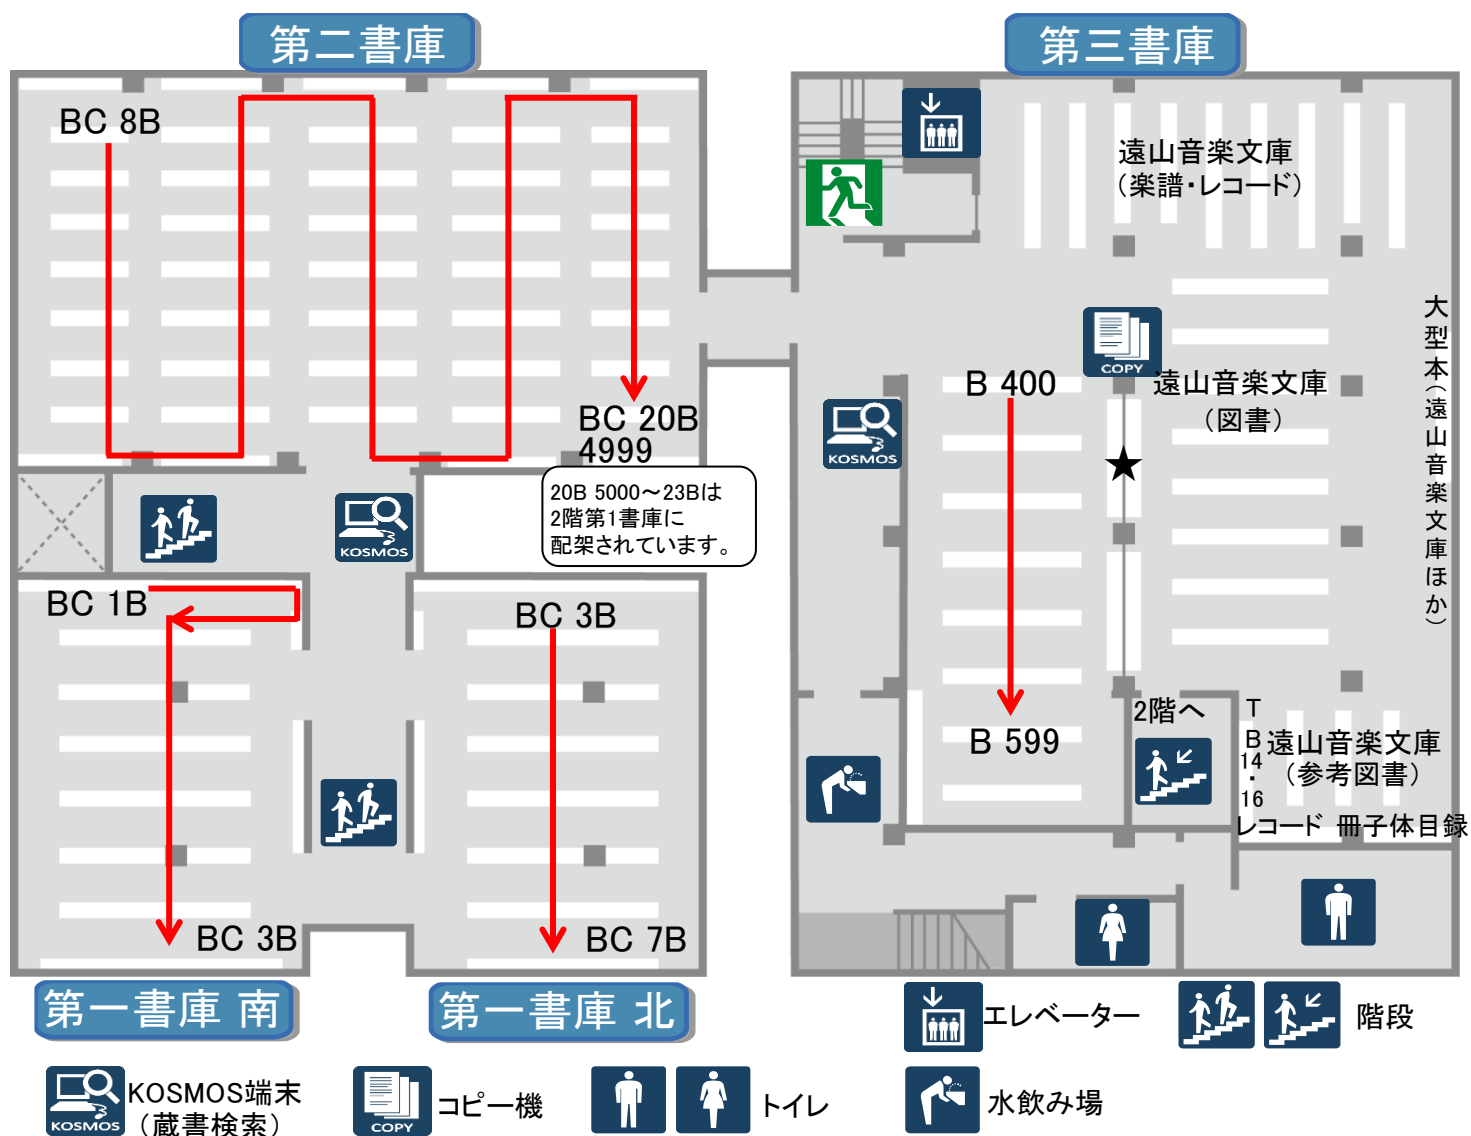 第二書庫
第三書庫
BC 8B
遠山音楽文庫
（楽譜・レコード）
大型本（遠山音楽文庫ほか）
COPY
B 400
遠山音楽文庫
（図書）
BC 20B
4999
KOSMOS
★
20B 5000～23Bは
2階第1書庫に
配架されています。
KOSMOS
BC 1B
BC 3B
2階へ
T
B
14
・
16
遠山音楽文庫
（参考図書）
B 599
レコード 冊子体目録
BC 3B
BC 7B
第一書庫 南
第一書庫 北
エレベーター
階段
KOSMOS
KOSMOS端末
（蔵書検索）
COPY
コピー機
トイレ
水飲み場